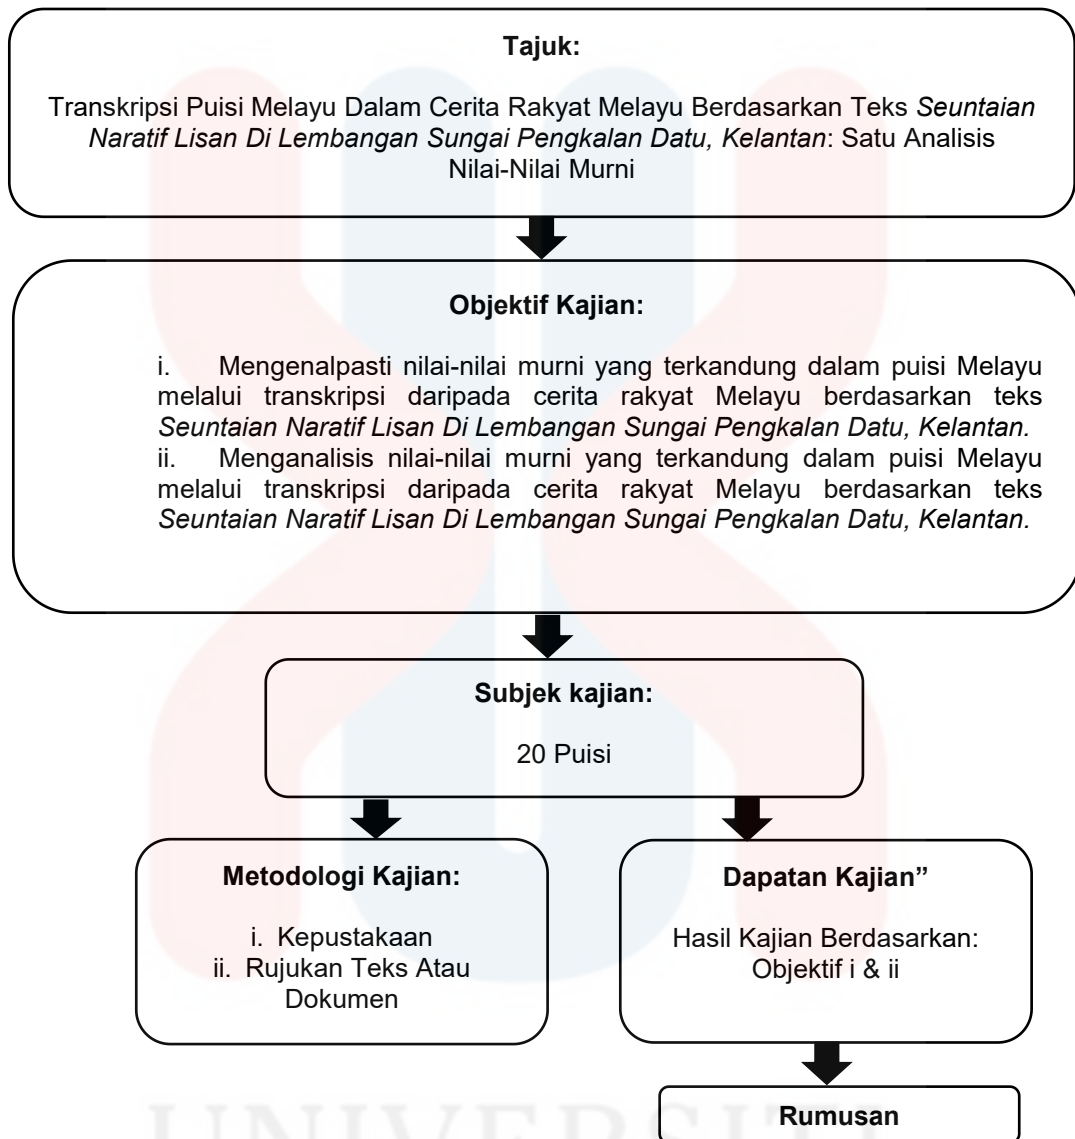 Tajuk:
Transkripsi Puisi Melayu Dalam Cerita Rakyat Melayu Berdasarkan Teks Seuntaian
Naratif Lisan Di Lembangan Sungai Pengkalan Datu, Kelantan: Satu Analisis
Nilai-Nilai Murni
Objektif Kajian:
i. Mengenalpasti nilai-nilai murni yang terkandung dalam puisi Melayu
melalui transkripsi daripada cerita rakyat Melayu berdasarkan teks
Seuntaian Naratif Lisan Di Lembangan Sungai Pengkalan Datu, Kelantan.
ii. Menganalisis nilai-nilai murni yang terkandung dalam puisi Melayu
melalui transkripsi daripada cerita rakyat Melayu berdasarkan teks
Seuntaian Naratif Lisan Di Lembangan Sungai Pengkalan Datu, Kelantan.
Subjek kajian:
20 Puisi
Metodologi Kajian:
i. Kepustakaan
ii. Rujukan Teks Atau
Dokumen
Dapatan Kajian”
Hasil Kajian Berdasarkan:
Objektif i & ii
Rumusan
UNIVERSITI